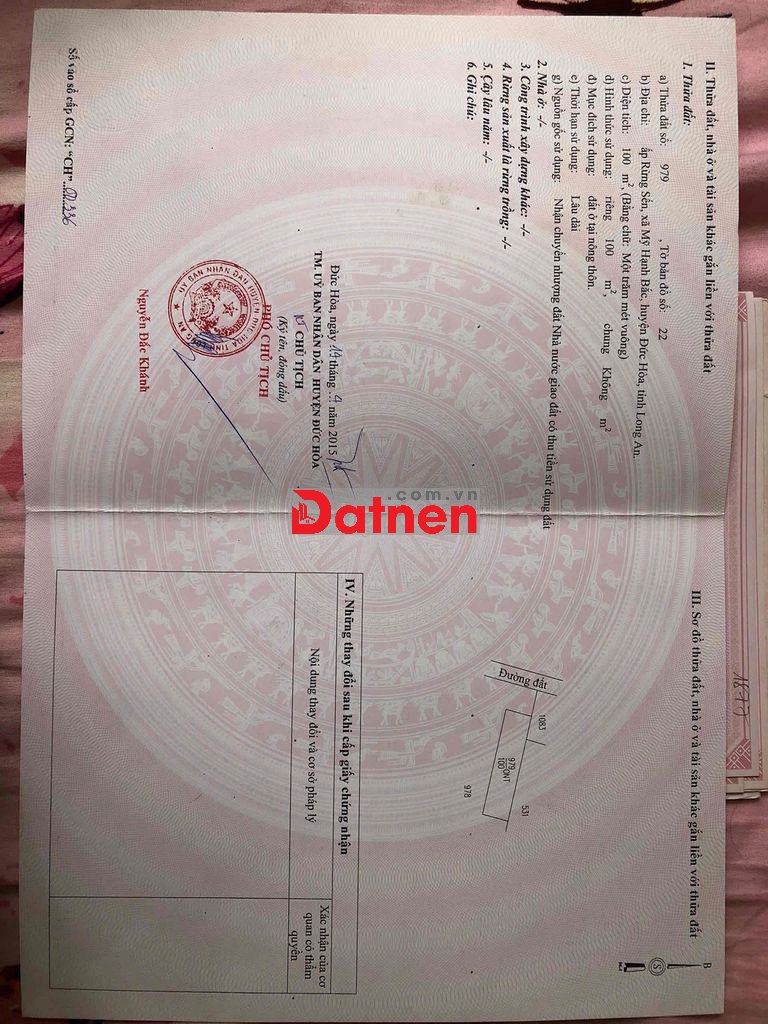 II. Thửa đất, nhà ở và tài sản khác gắn liền với thửa đất
1. Thửa đất:
a) Thửa đất số: 979 , Tờ bản đồ số: 22
b) Địa chỉ: ấp Rừng Sến, xã Mỹ Hạnh Bắc, huyện Đức Hòa, tỉnh Long An.
c) Diện tích: 100 m², (Bằng chữ: Một trăm mét vuông)
d) Hình thức sử dụng: riêng 100 m², chung Không m²
đ) Mục đích sử dụng: đất ở tại nông thôn.
e) Thời hạn sử dụng: Lâu dài
g) Nguồn gốc sử dụng: Nhận chuyển nhượng đất Nhà nước giao đất có thu tiền sử dụng đất
2. Nhà ở: -/-
3. Công trình xây dựng khác: -/-
4. Rừng sản xuất là rừng trồng: -/-
5. Cây lâu năm: -/-
6. Ghi chú:
Đức Hòa, ngày 14 tháng 4 năm 2015
TM. UỶ BAN NHÂN DÂN HUYỆN ĐỨC HÒA
CHỦ TỊCH
(Ký tên, đóng dấu)
PHÓ CHỦ TỊCH
ỦY BAN NHÂN DÂN HUYỆN ĐỨC HÒA TỈNH LONG AN
Nguyễn Đắc Khánh
Số vào sổ cấp GCN: "CH"
III. Sơ đồ thửa đất, nhà ở và tài sản khác gắn liền với thửa đất
B
Đường đất
1083
979
100
ONT
531
978
IV. Những thay đổi sau khi cấp giấy chứng nhận
Nội dung thay đổi và cơ sở pháp lý
Xác nhận của cơ quan có thẩm quyền
Datnen
.com.vn